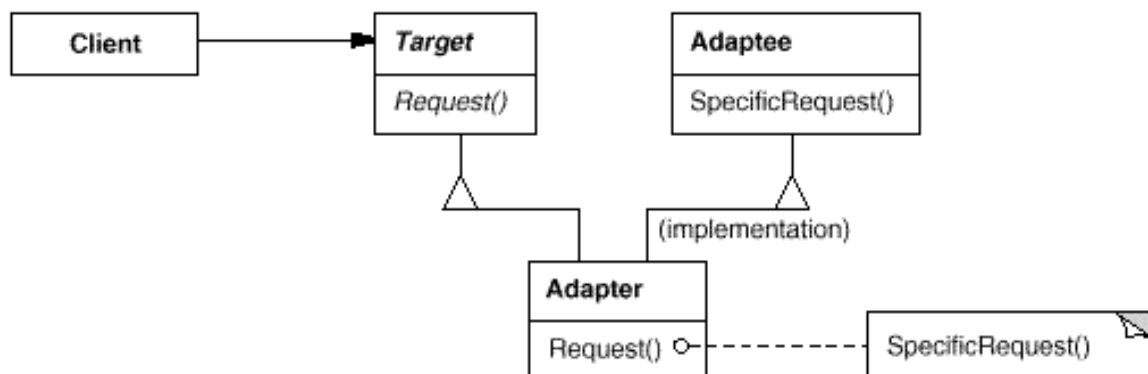 Client
Target
Request()
Adaptee
SpecificRequest()
(implementation)
Adapter
Request()
SpecificRequest()